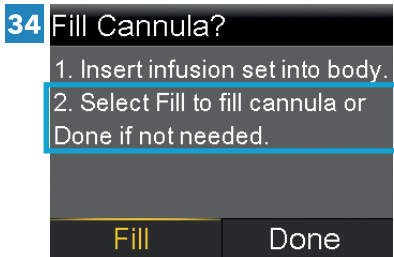 34 Fill Cannula?
1. Insert infusion set into body.
2. Select Fill to fill cannula or
Done if not needed.
Fill Done